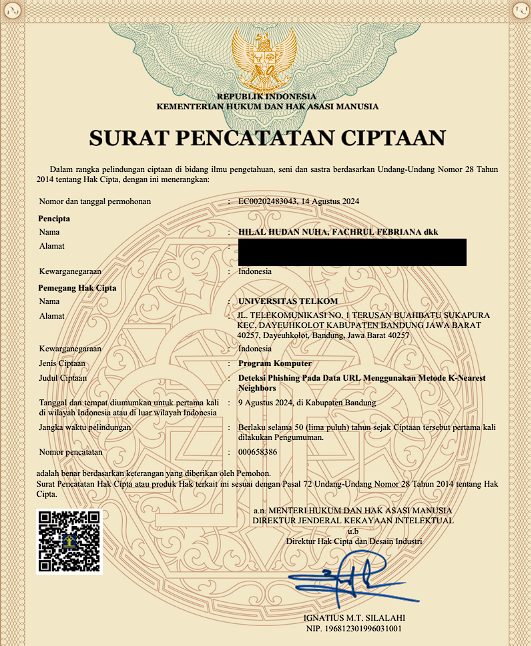 REPUBLIK INDONESIA
KEMENTERIAN HUKUM DAN HAK ASASI MANUSIA
SURAT PENCATATAN CIPTAAN
Dalam rangka pelindungan ciptaan di bidang ilmu pengetahuan, seni dan sastra berdasarkan Undang-Undang Nomor 28 Tahun
2014 tentang Hak Cipta, dengan ini menerangkan:
Nomor dan tanggal permohonan : EC00202483043, 14 Agustus 2024
Pencipta
Nama : HILAL HUDAN NUHA, FACHRUL FEBRIANA dkk
Alamat :
Kewarganegaraan : Indonesia
Pemegang Hak Cipta
Nama : UNIVERSITAS TELKOM
Alamat : JL. TELEKOMUNIKASI NO. 1 TERUSAN BUAHBATU SUKAPURA
KEC. DAYEUHKOLOT KABUPATEN BANDUNG JAWA BARAT
40257, Dayeuhkolot, Bandung, Jawa Barat 40257
Kewarganegaraan : Indonesia
Jenis Ciptaan : Program Komputer
Judul Ciptaan : Deteksi Phishing Pada Data URL Menggunakan Metode K-Nearest
Neighbors
Tanggal dan tempat diumumkan untuk pertama kali : 9 Agustus 2024, di Kabupaten Bandung
di wilayah Indonesia atau di luar wilayah Indonesia
Jangka waktu pelindungan : Berlaku selama 50 (lima puluh) tahun sejak Ciptaan tersebut pertama kali
dilakukan Pengumuman.
Nomor pencatatan : 000658386
adalah benar berdasarkan keterangan yang diberikan oleh Pemohon.
Surat Pencatatan Hak Cipta atau produk Hak terkait ini sesuai dengan Pasal 72 Undang-Undang Nomor 28 Tahun 2014 tentang Hak
Cipta.
a.n. MENTERI HUKUM DAN HAK ASASI MANUSIA
DIREKTUR JENDERAL KEKAYAAN INTELEKTUAL
u.b
Direktur Hak Cipta dan Desain Industri
IGNATIUS M.T. SILALAHI
NIP. 196812301996031001